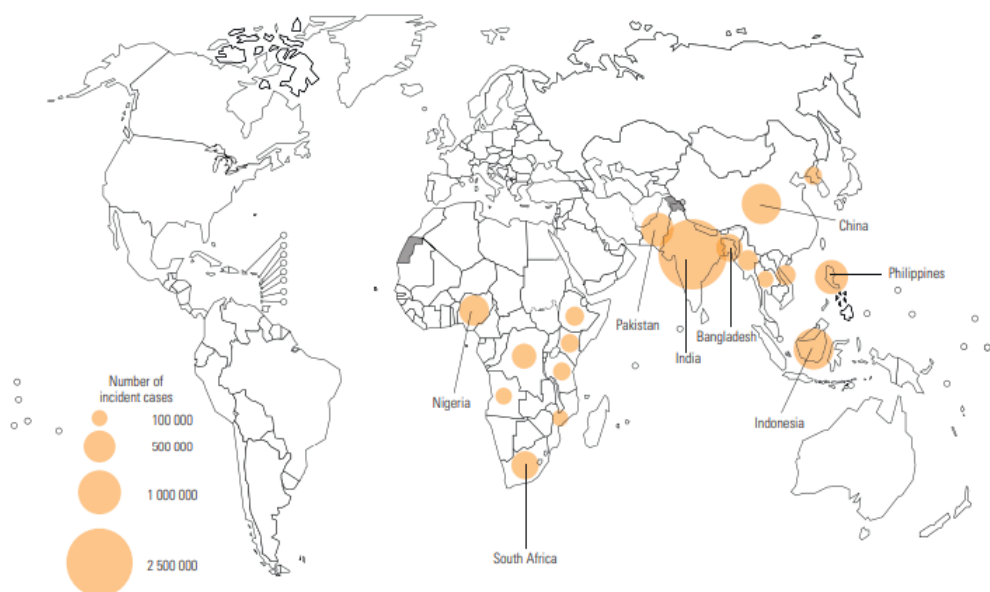 China
Philippines
Pakistan
Bangladesh
India
Nigeria
Indonesia
South Africa
Number of
incident cases
100 000
500 000
1 000 000
2 500 000